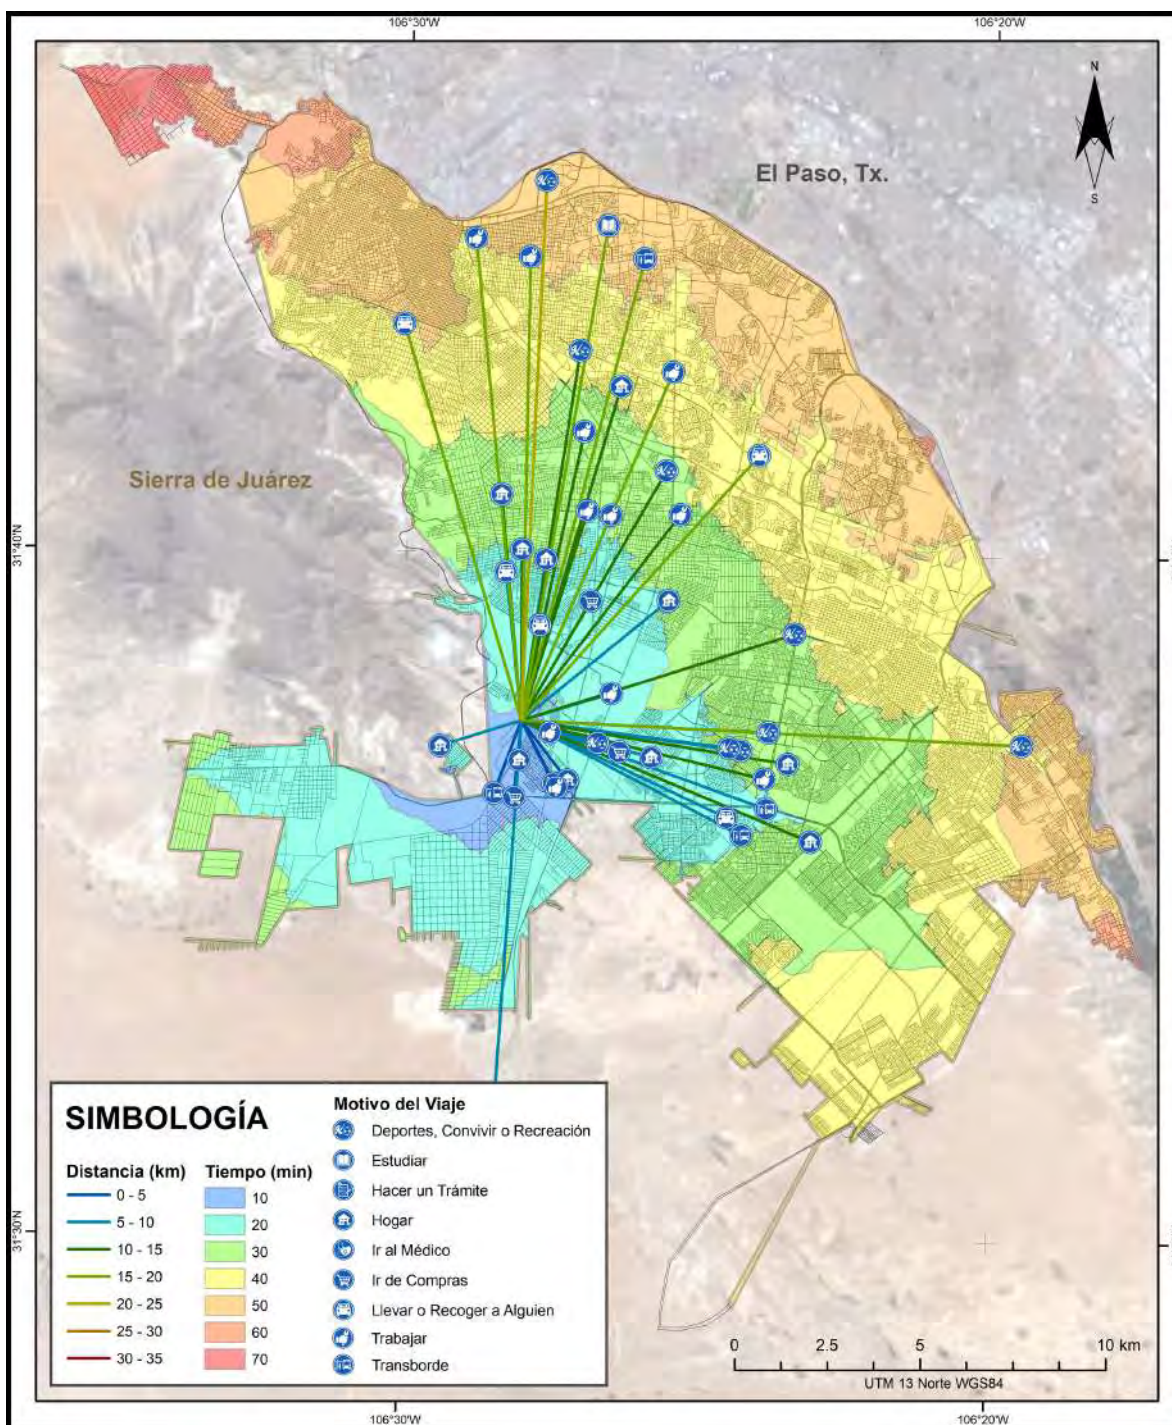 106°30'W
106°20'W
N
S
El Paso, Tx.
Sierra de Juárez
31°40'N
31°30'N
SIMBOLOGÍA
Distancia (km)
0 - 5
5 - 10
10 - 15
15 - 20
20 - 25
25 - 30
30 - 35
Tiempo (min)
10
20
30
40
50
60
70
Motivo del Viaje
Deportes, Convivir o Recreación
Estudiar
Hacer un Trámite
Hogar
Ir al Médico
Ir de Compras
Llevar o Recoger a Alguien
Trabajar
Transborde
0 2.5 5 10 km
UTM 13 Norte WGS84
106°30'W
106°20'W